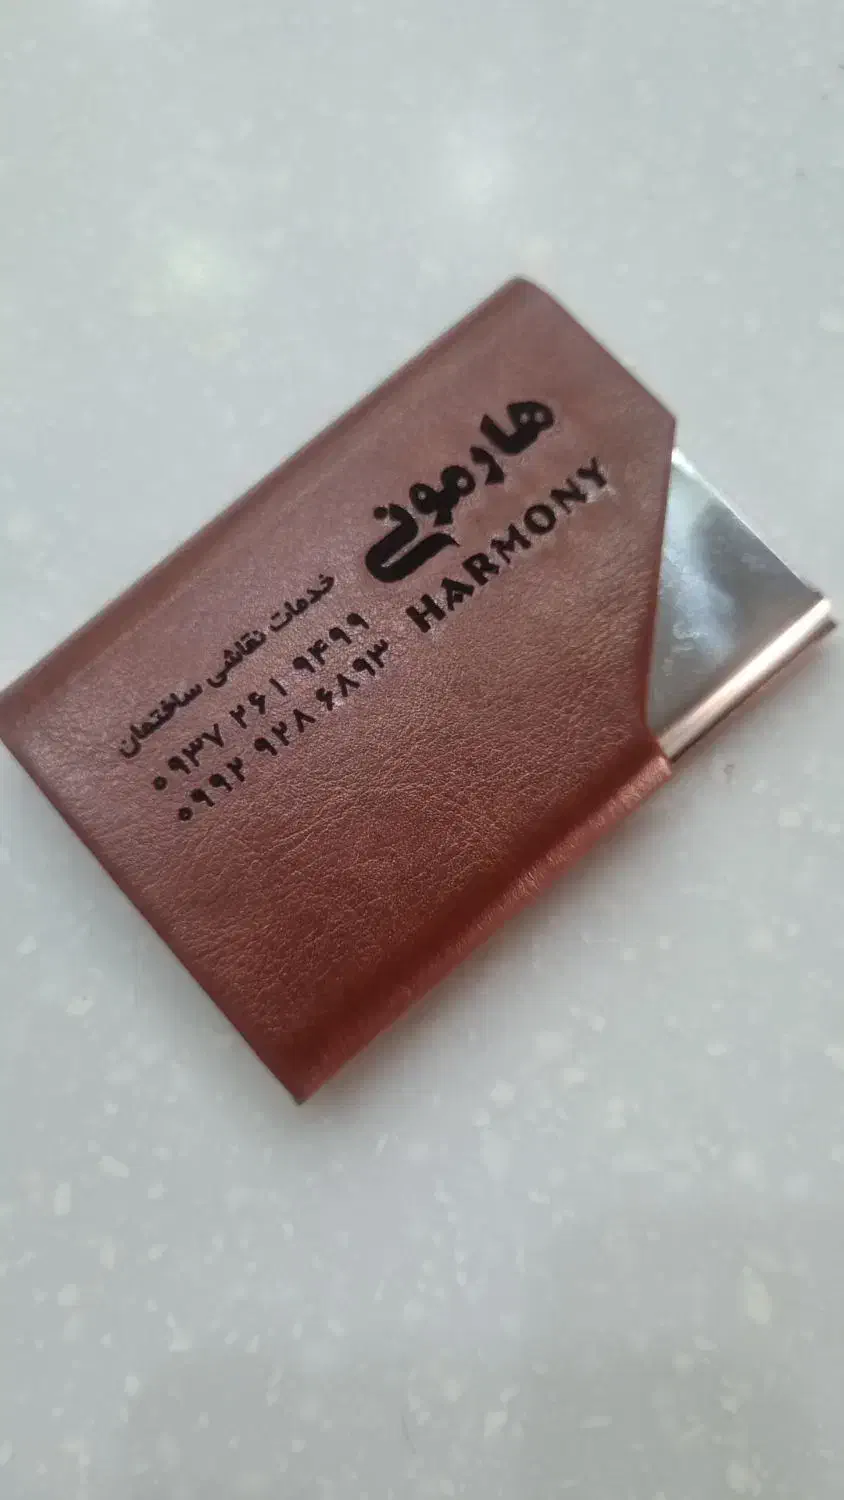 هارمونی
HARMONY
خدمات نقاشی ساختمان
۰۹۳۷ ۲۶۱ ۹۴۹۹
۰۹۹۲ ۹۲۸ ۶۸۹۳